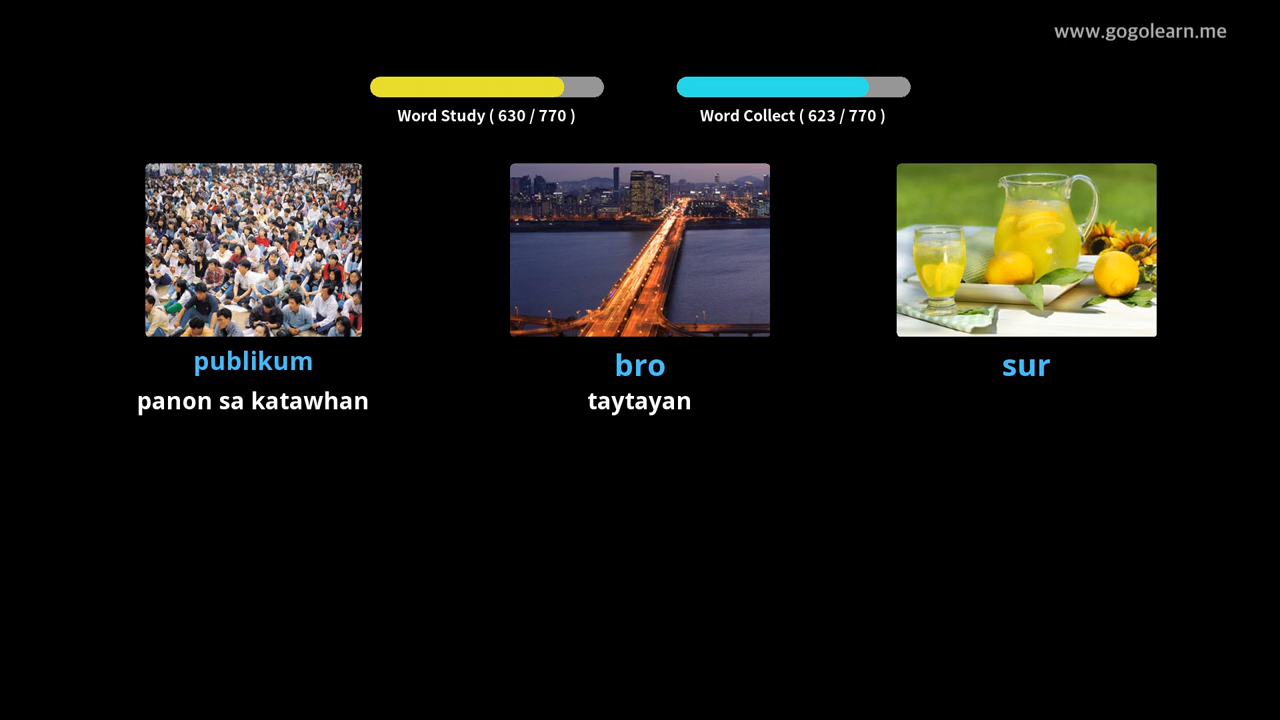 www.gogolearn.me
Word Study ( 630 / 770 )
Word Collect ( 623 / 770 )
publikum
bro
sur
panon sa katawhan
taytayan